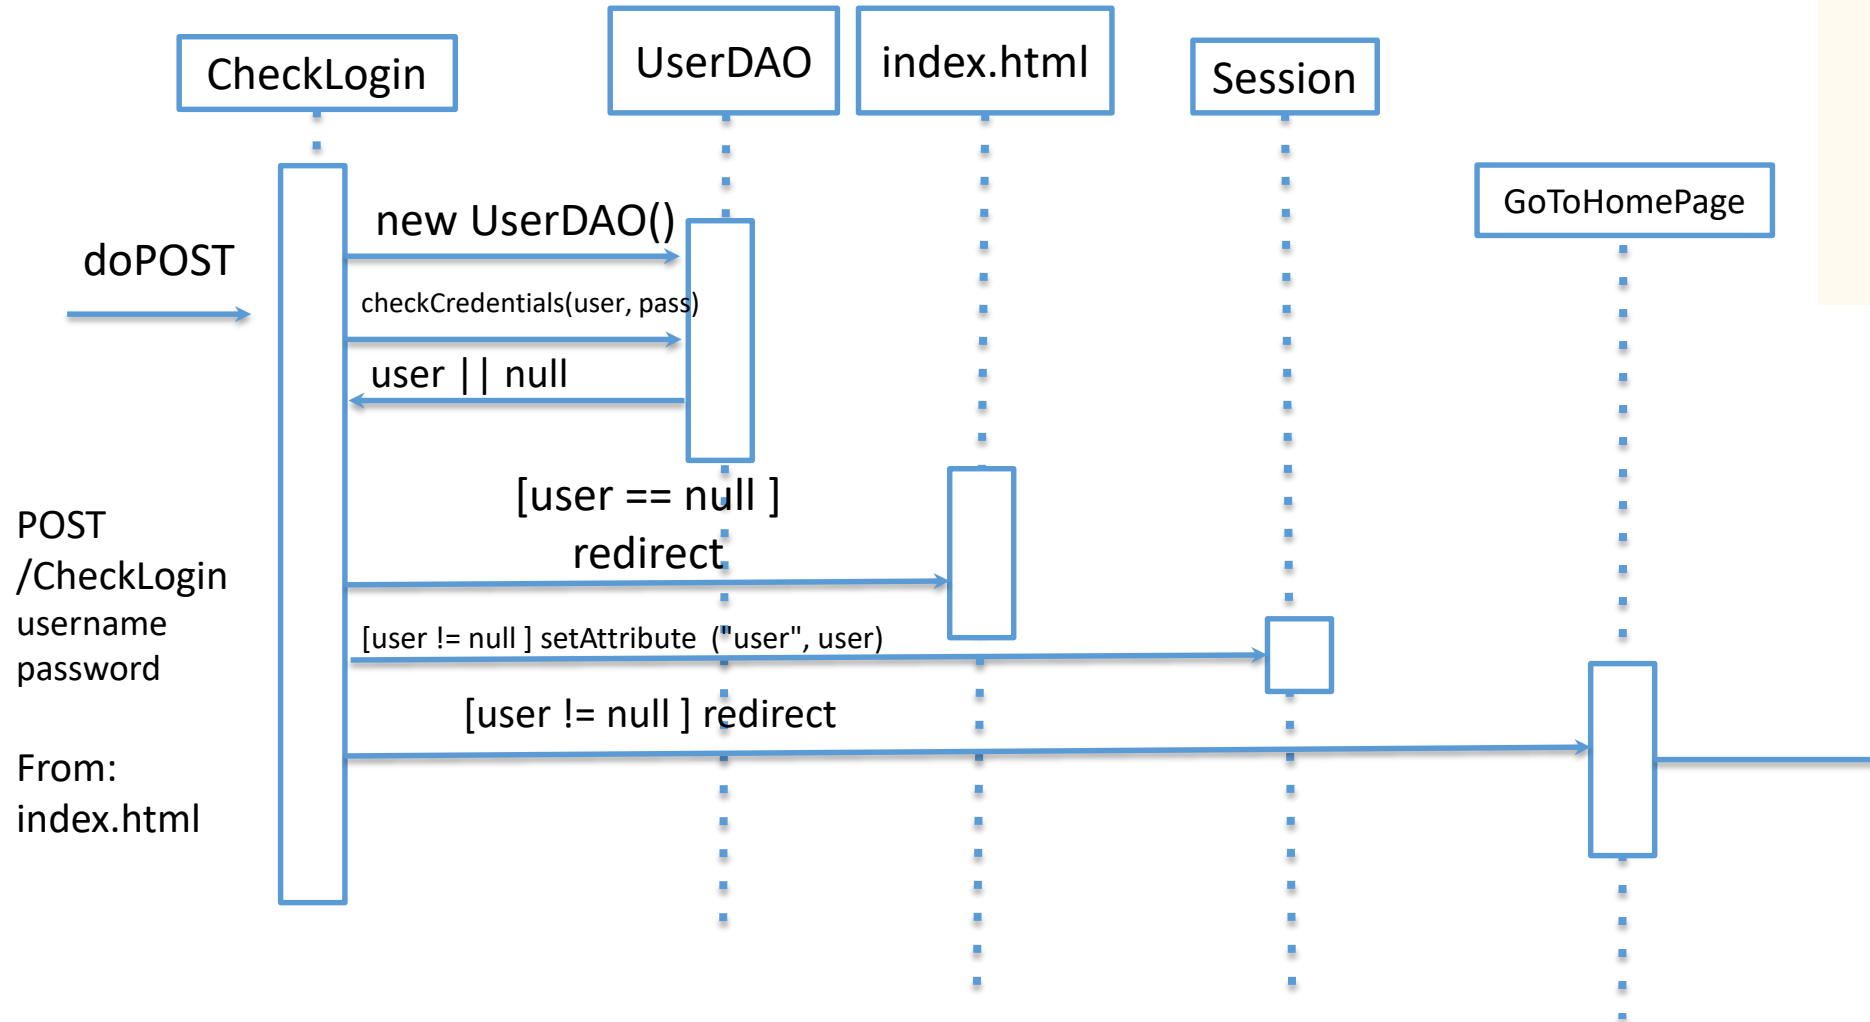 CheckLogin
UserDAO
index.html
Session
GoToHomePage
doPOST
new UserDAO()
checkCredentials(user, pass)
user || null
[user == null ]
redirect
[user != null ] setAttribute  ("user", user)
[user != null ] redirect
POST
/CheckLogin
username
password
From:
index.html